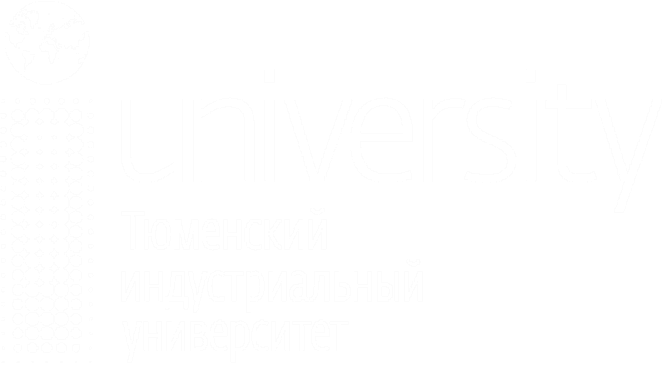 university
Тюменский
индустриальный
университет